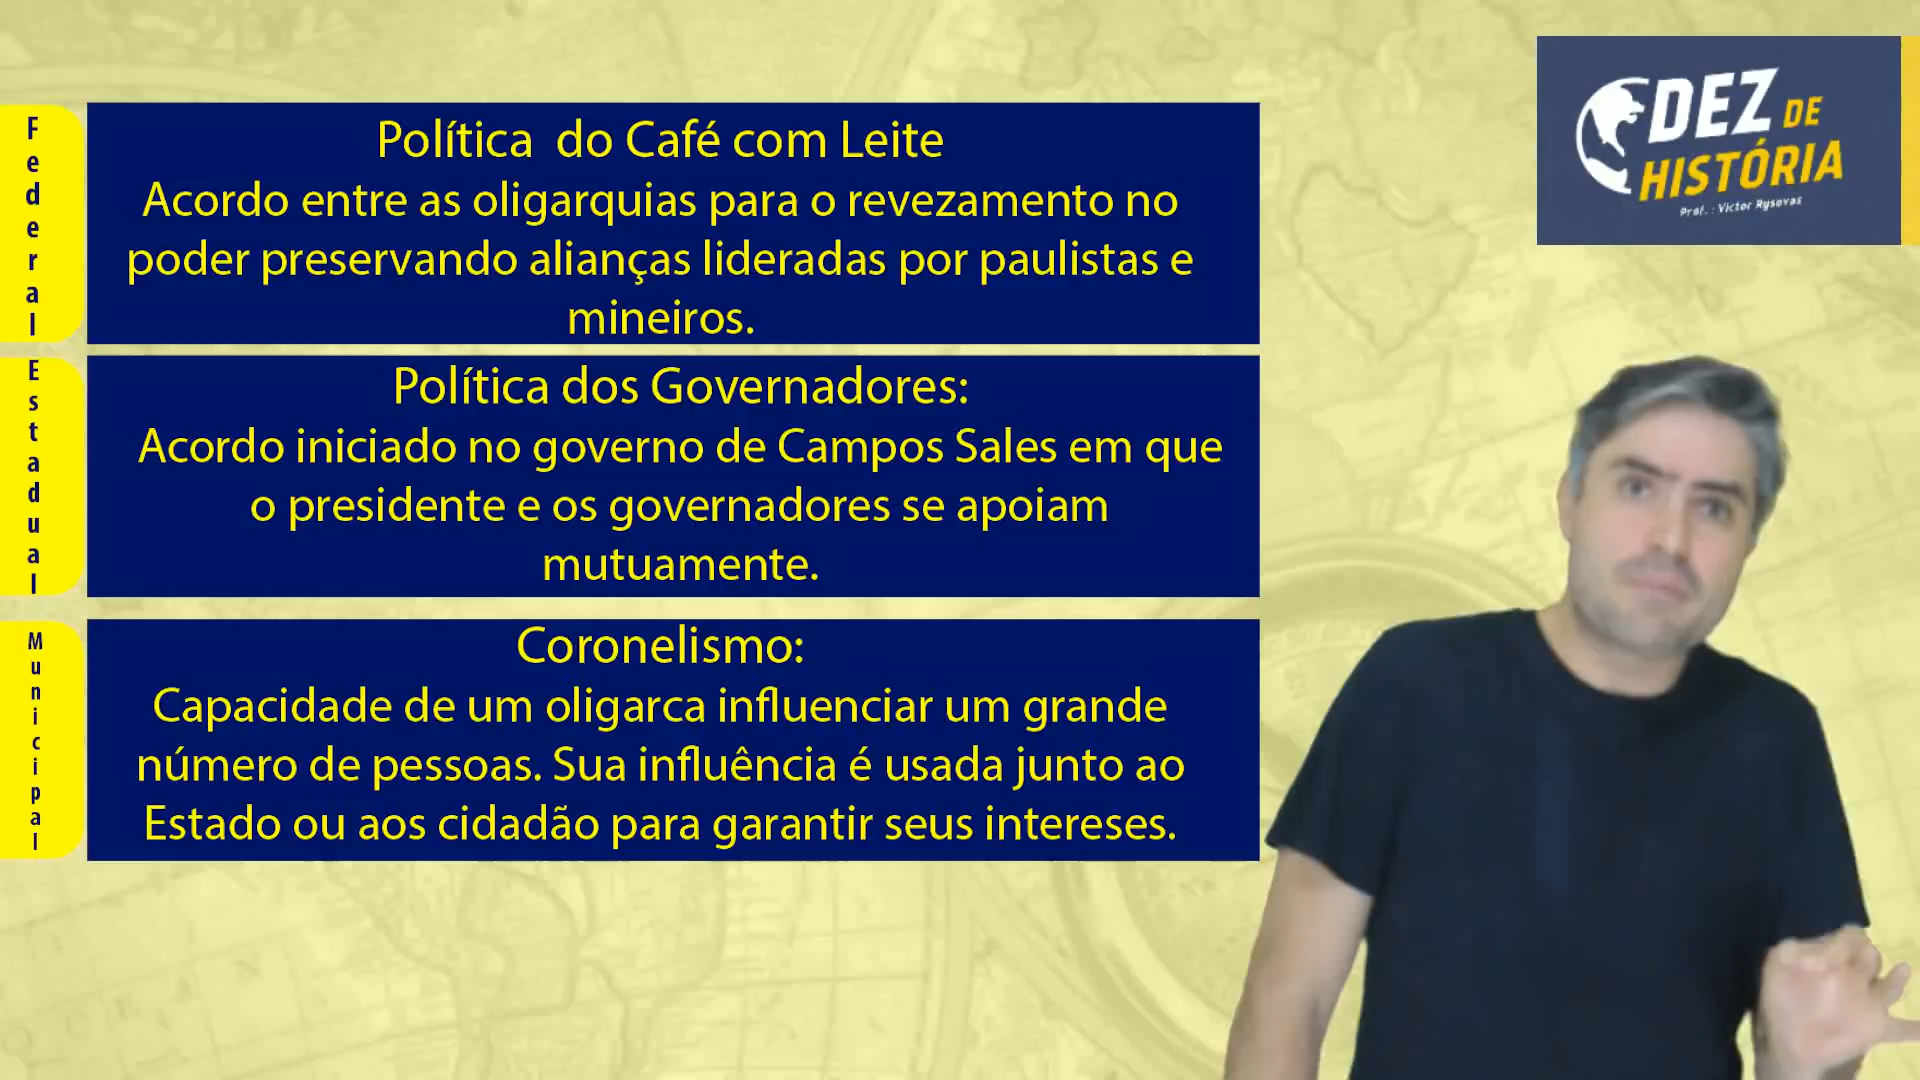 DEZ DE
HISTÓRIA
Prof.: Victor Rysovas
Federal
Política do Café com Leite
Acordo entre as oligarquias para o revezamento no
poder preservando alianças lideradas por paulistas e
mineiros.
Estadual
Política dos Governadores:
Acordo iniciado no governo de Campos Sales em que
o presidente e os governadores se apoiam
mutuamente.
Municipal
Coronelismo:
Capacidade de um oligarca influenciar um grande
número de pessoas. Sua influência é usada junto ao
Estado ou aos cidadão para garantir seus intereses.